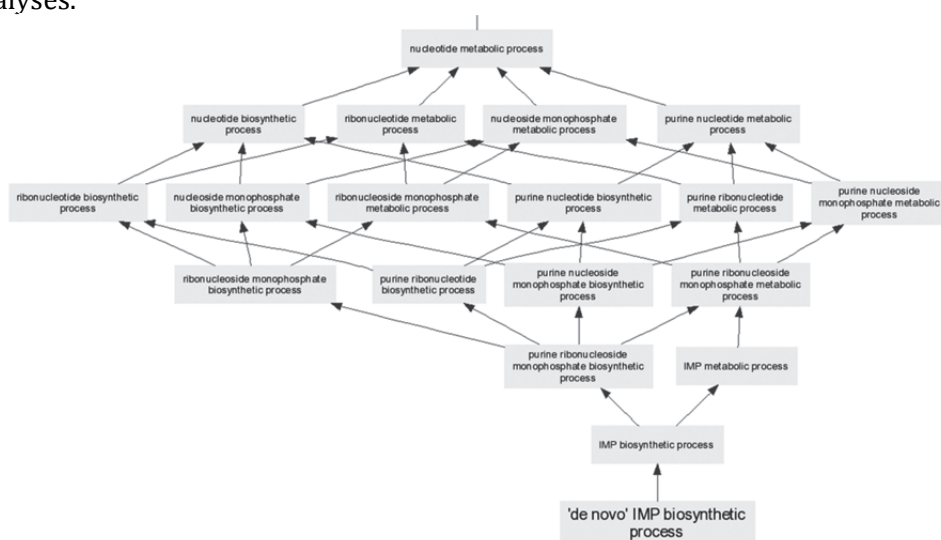 alyses.
nucleotide metabolic process
nucleotide biosynthetic
process
ribonucleotide metabolic
process
nucleoside monophosphate
metabolic process
purine nucleotide metabolic
process
ribonucleotide biosynthetic
process
nucleoside monophosphate
biosynthetic process
ribonucleoside monophosphate
metabolic process
purine nucleotide biosynthetic
process
purine ribonucleotide
metabolic process
purine nucleoside
monophosphate metabolic
process
ribonucleoside monophosphate
biosynthetic process
purine ribonucleotide
biosynthetic process
purine nucleoside
monophosphate biosynthetic
process
purine ribonucleoside
monophosphate metabolic
process
purine ribonucleoside
monophosphate biosynthetic
process
IMP metabolic process
IMP biosynthetic process
'de novo' IMP biosynthetic
process